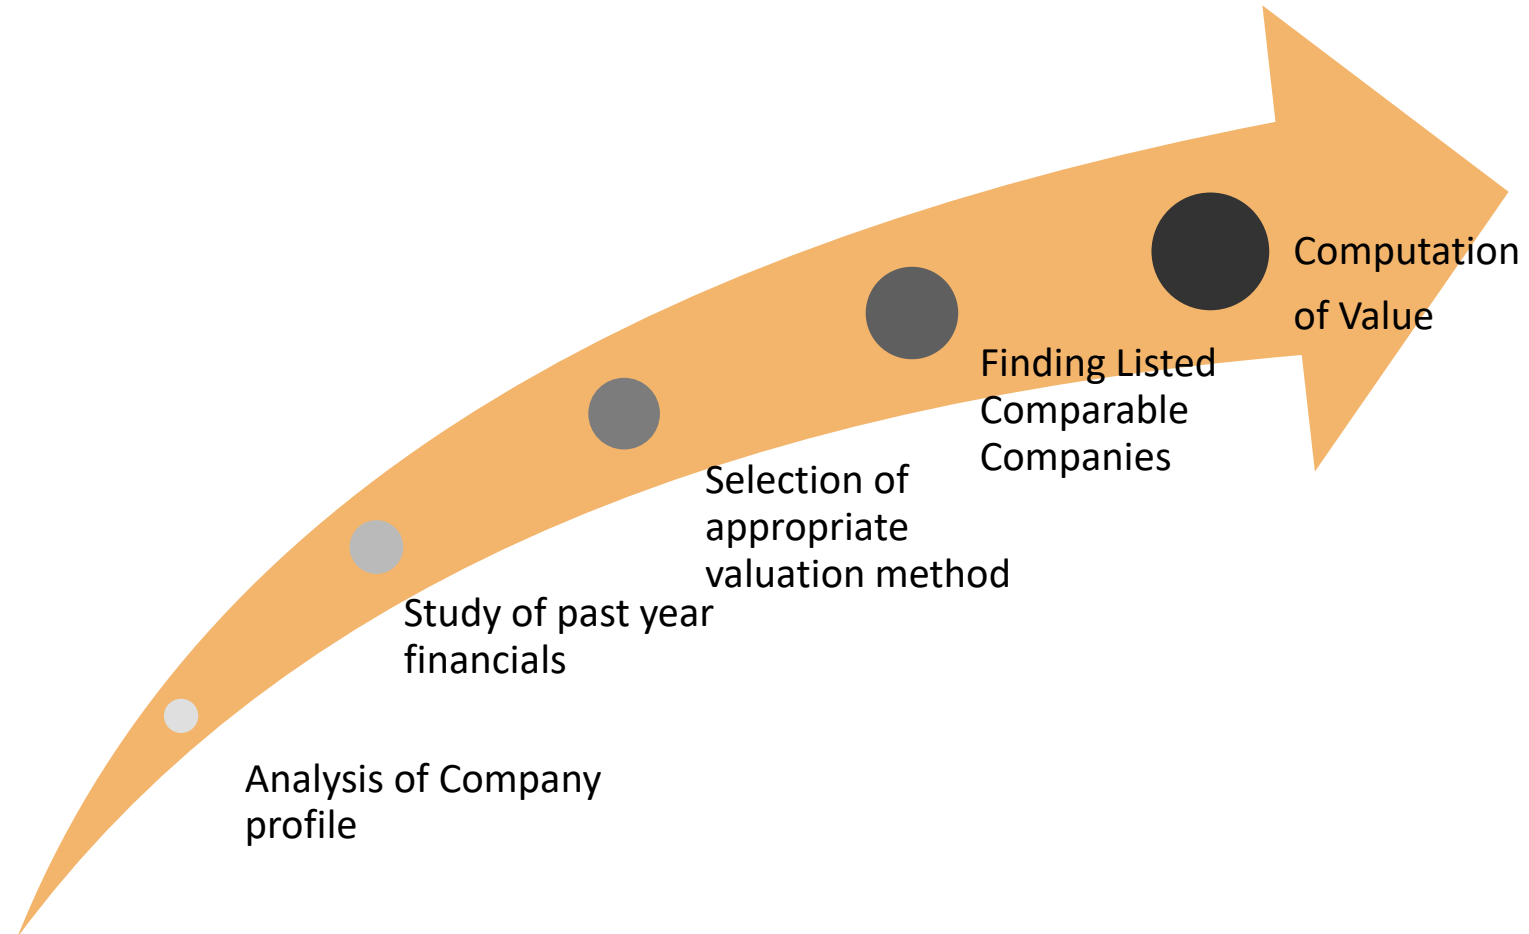 Computation
of Value
Finding Listed
Comparable
Companies
Selection of
appropriate
valuation method
Study of past year
financials
Analysis of Company
profile